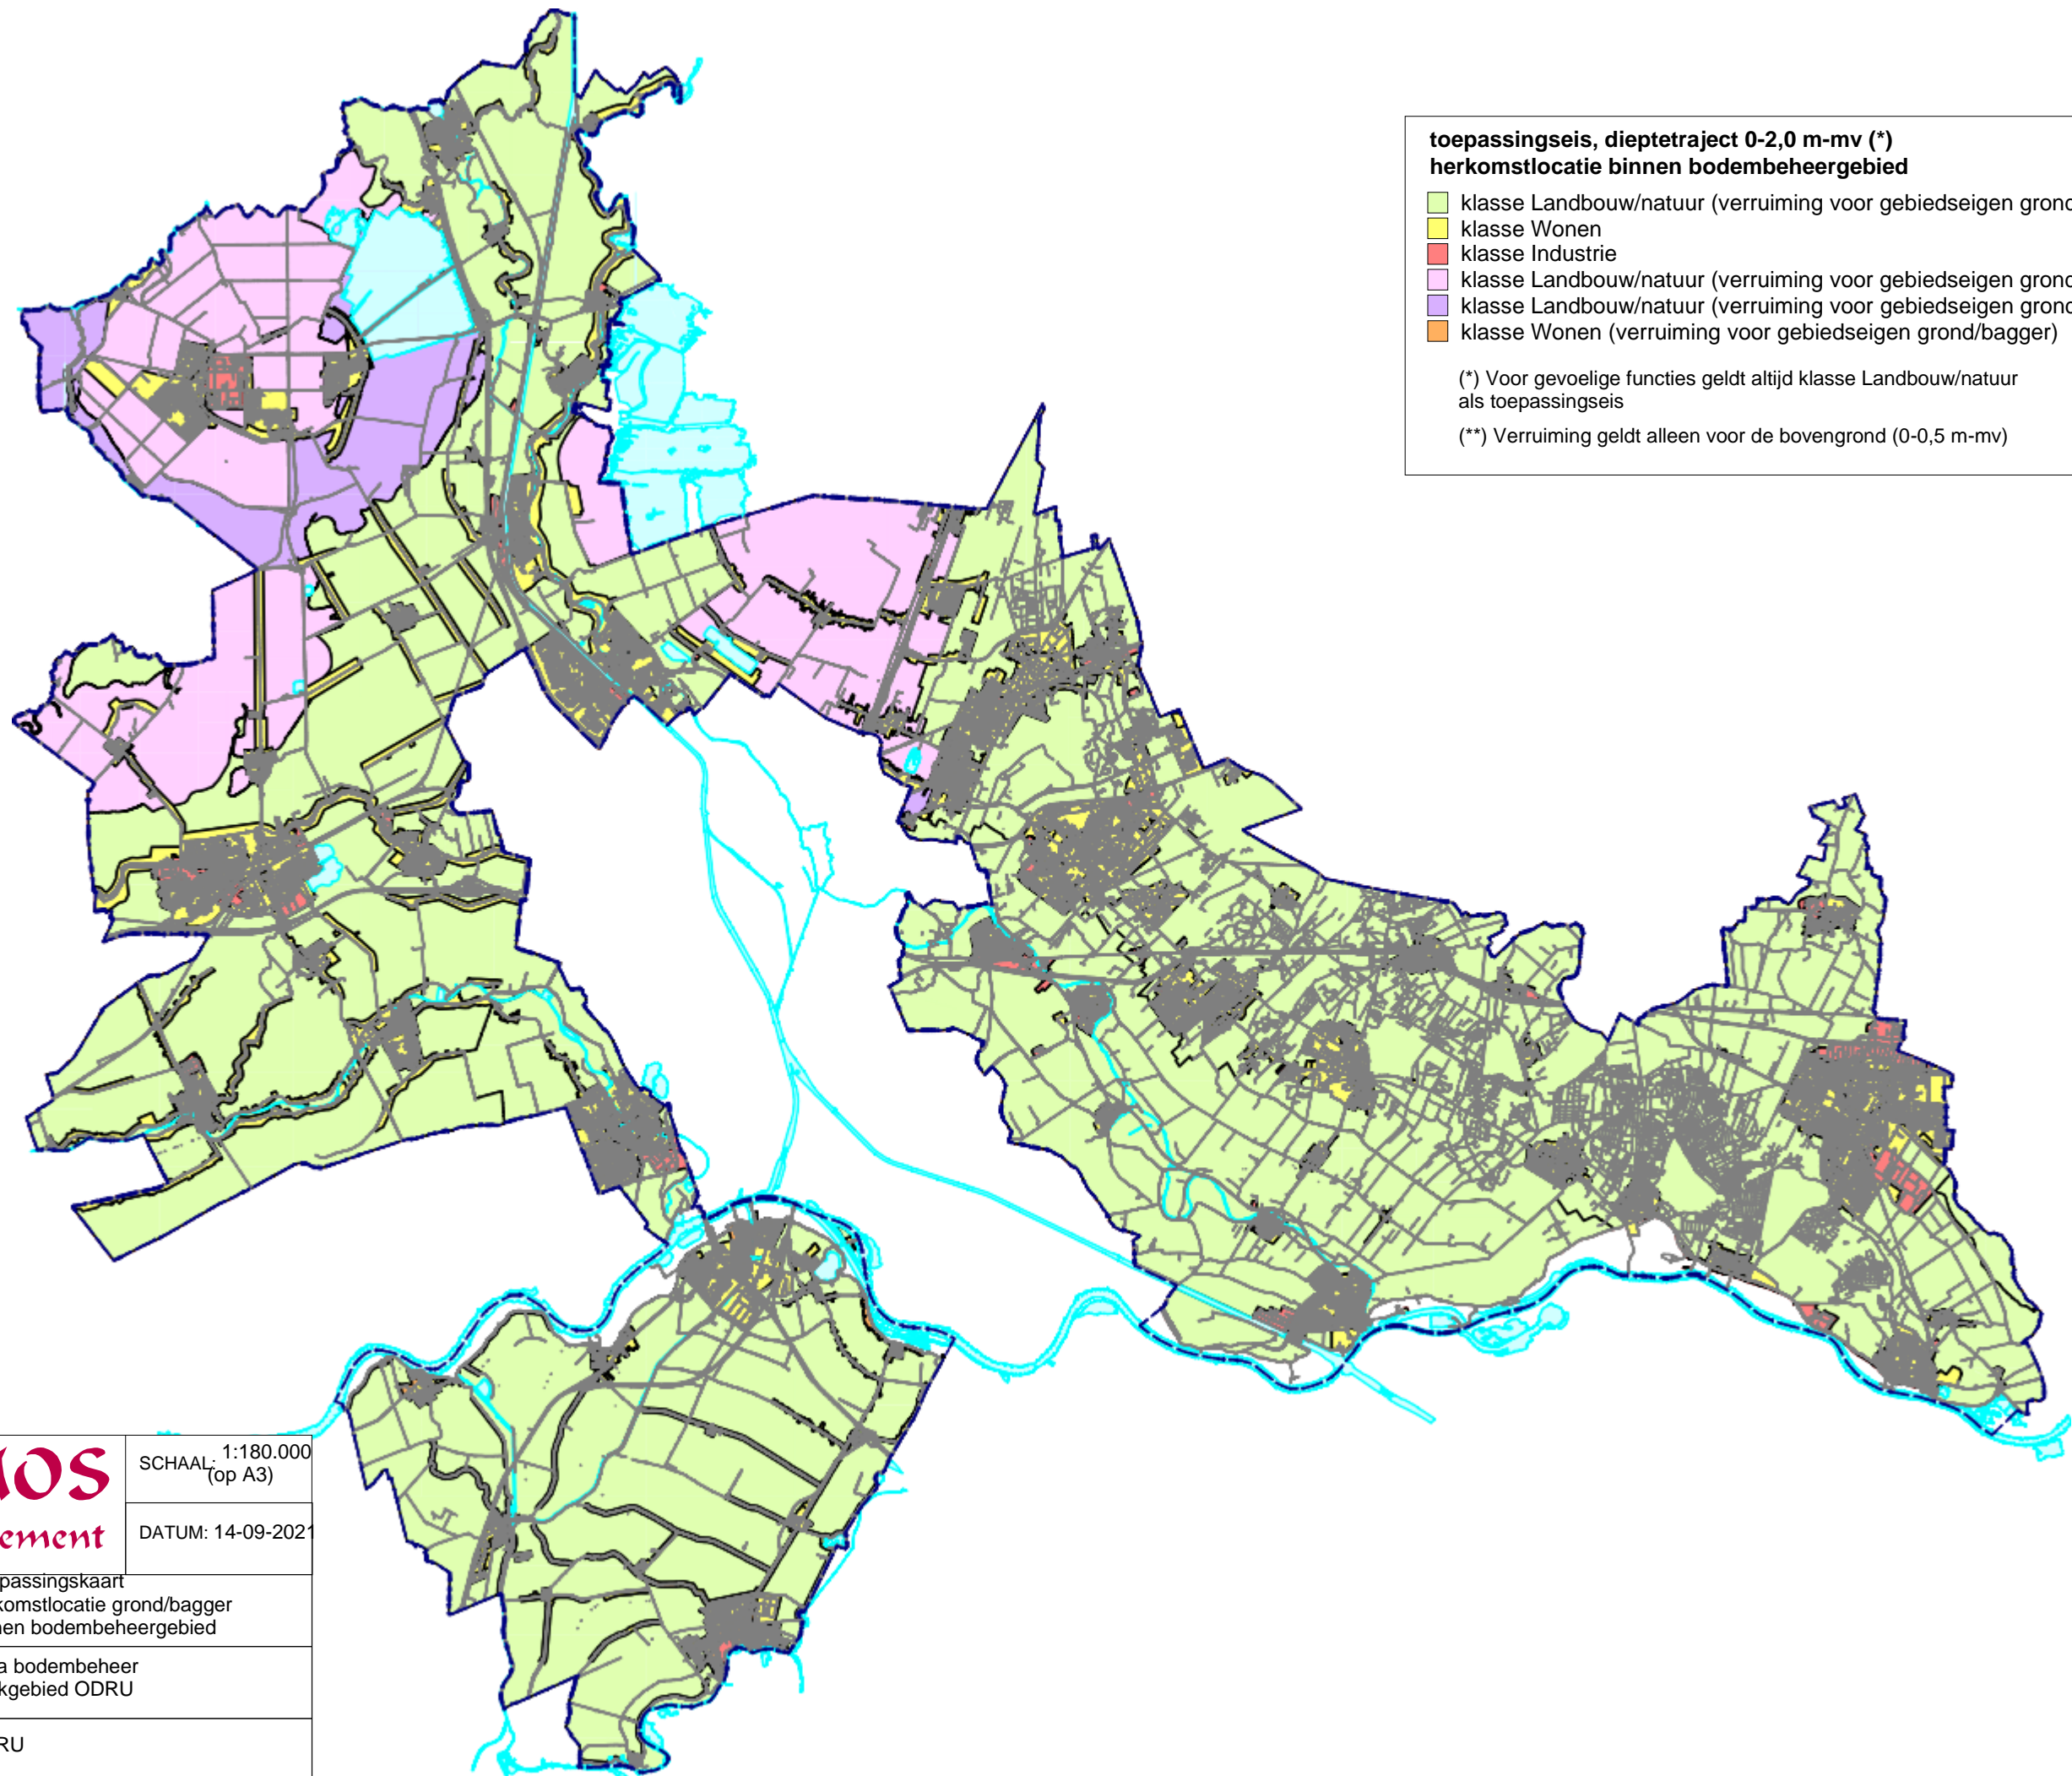 toepassingseis, dieptetraject 0-2,0 m-mv (*)
herkomstlocatie binnen bodembeheergebied
klasse Landbouw/natuur (verruiming voor gebiedseigen grond
klasse Wonen
klasse Industrie
klasse Landbouw/natuur (verruiming voor gebiedseigen grond
klasse Landbouw/natuur (verruiming voor gebiedseigen grond
klasse Wonen (verruiming voor gebiedseigen grond/bagger)
(*) Voor gevoelige functies geldt altijd klasse Landbouw/natuur
als toepassingseis
(**) Verruiming geldt alleen voor de bovengrond (0-0,5 m-mv)
os
ement
SCHAAL: 1:180.000
(op A3)
DATUM: 14-09-2021
passingskaart
komstlocatie grond/bagger
nen bodembeheergebied
a bodembeheer
kgebied ODRU
RU